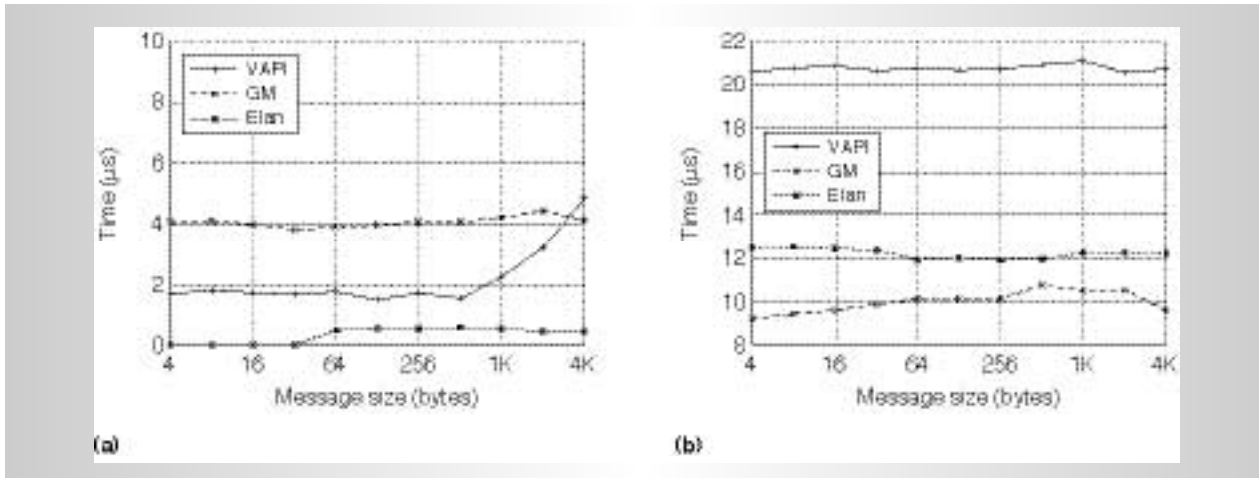 10
8
6
4
2
0
Time (µs)
VAPI
GM
Elan
4 16 64 256 1K 4K
Message size (bytes)
(a)
22
20
18
16
14
12
10
8
Time (µs)
VAPI
GM
Elan
4 16 64 256 1K 4K
Message size (bytes)
(b)